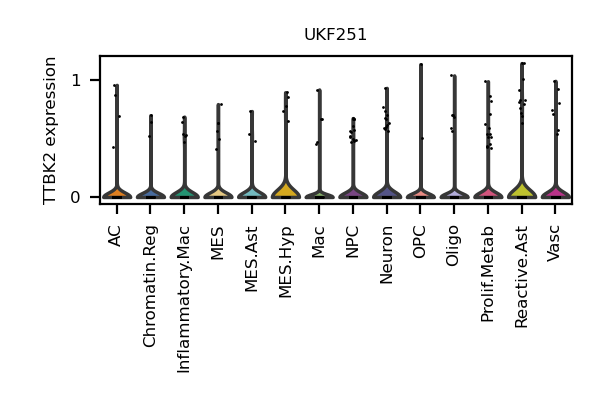 UKF251
TTBK2 expression
1
0
AC
Chromatin.Reg
Inflammatory.Mac
MES
MES.Ast
MES.Hyp
Mac
NPC
Neuron
OPC
Oligo
Prolif.Metab
Reactive.Ast
Vasc